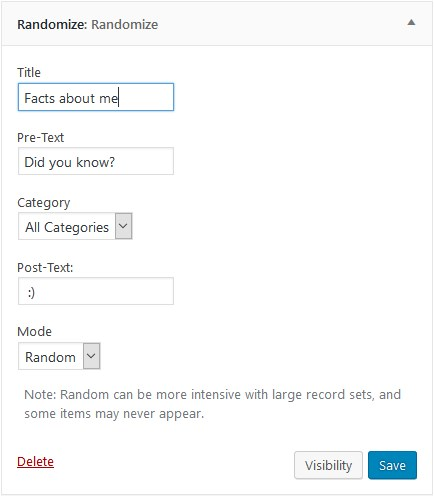 Randomize: Randomize
Title
Facts about me
Pre-Text
Did you know?
Category
All Categories
Post-Text:
:)
Mode
Random
Note: Random can be more intensive with large record sets, and
some items may never appear.
Delete
Visibility
Save